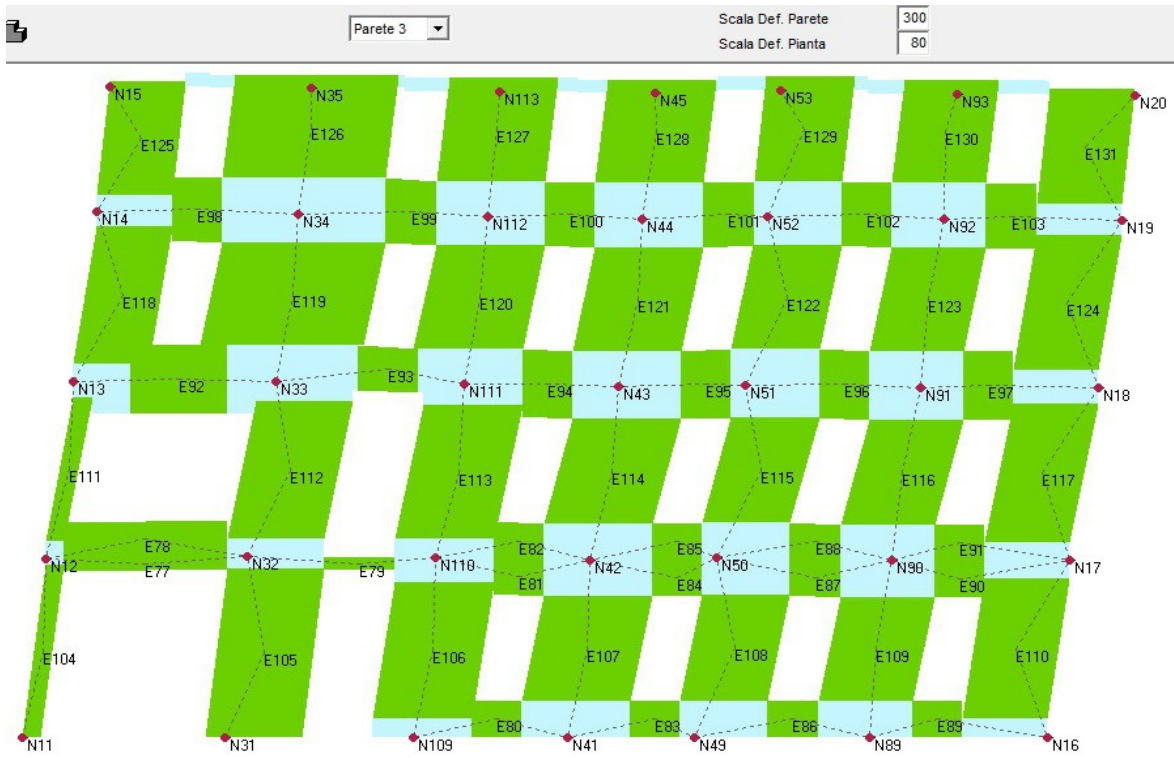 Parete 3
Scala Def. Parete 300
Scala Def. Pianta 80
N15 N35 N113 N45 N53 N93 N20
E125 E126 E127 E128 E129 E130 E131
N14 E98 N34 E99 N112 E100 N44 E101 N52 E102 N92 E103 N19
E118 E119 E120 E121 E122 E123 E124
N13 E92 N33 E93 N111 E94 N43 E95 N51 E96 N91 E97 N18
E111 E112 E113 E114 E115 E116 E117
E78 E82 E85 E88 E91
N12 N32 N110 N42 N50 N90 N17
E77 E79 E81 E84 E87 E90
E104 E105 E106 E107 E108 E109 E110
E80 E83 E86 E89
N11 N31 N109 N41 N49 N89 N16